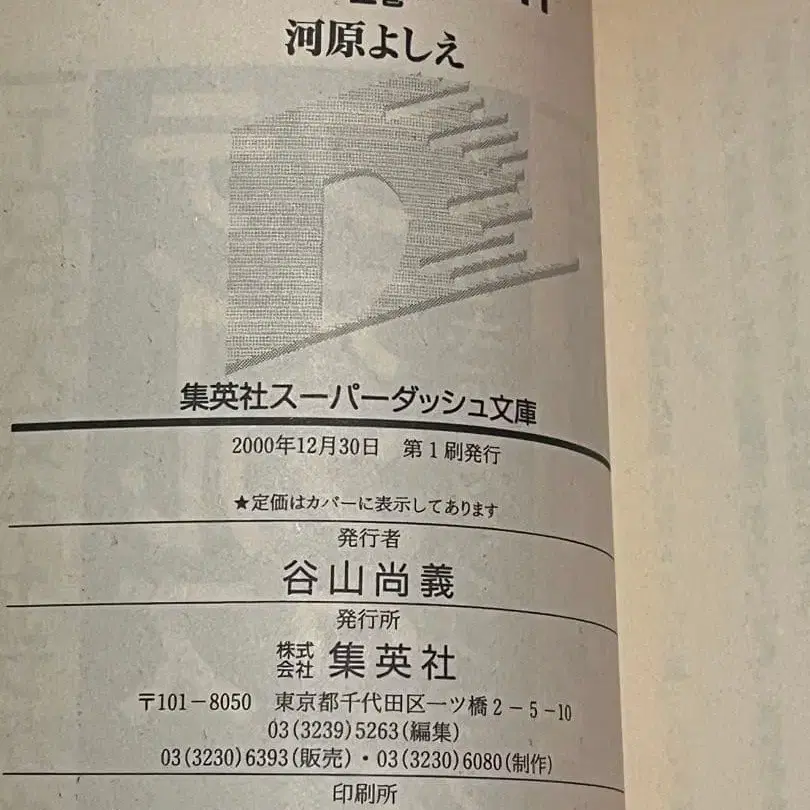 河原よしえ
集英社スーパーダッシュ文庫
2000年12月30日 第1刷発行
★定価はカバーに表示してあります
発行者
谷山尚義
発行所
株式会社 集英社
〒101-8050 東京都千代田区一ツ橋2-5-10
03(3239)5263(編集)
03(3230)6393(販売)・03(3230)6080(制作)
印刷所